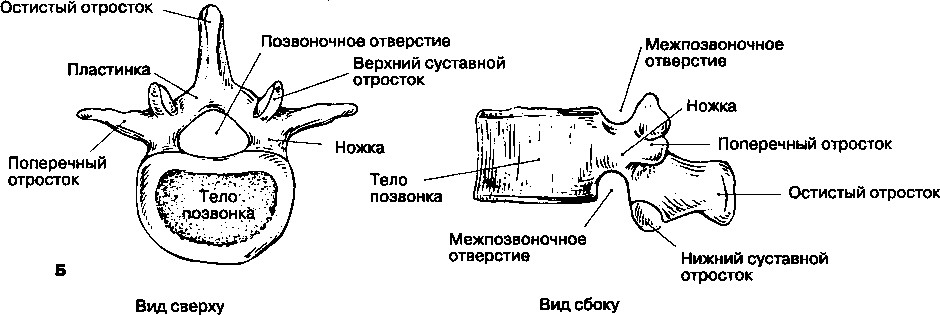 Остистый отросток
Позвоночное отверстие
Пластинка
Верхний суставной
отросток
Поперечный
отросток
Ножка
Тело
позвонка
Б
Вид сверху
Межпозвоночное
отверстие
Ножка
Поперечный отросток
Тело
позвонка
Остистый отросток
Межпозвоночное
отверстие
Нижний суставной
отросток
Вид сбоку